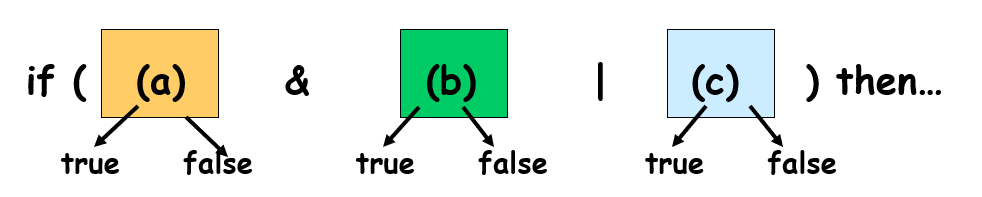 if ( (a) & (b) | (c) ) then...
true false true false true false